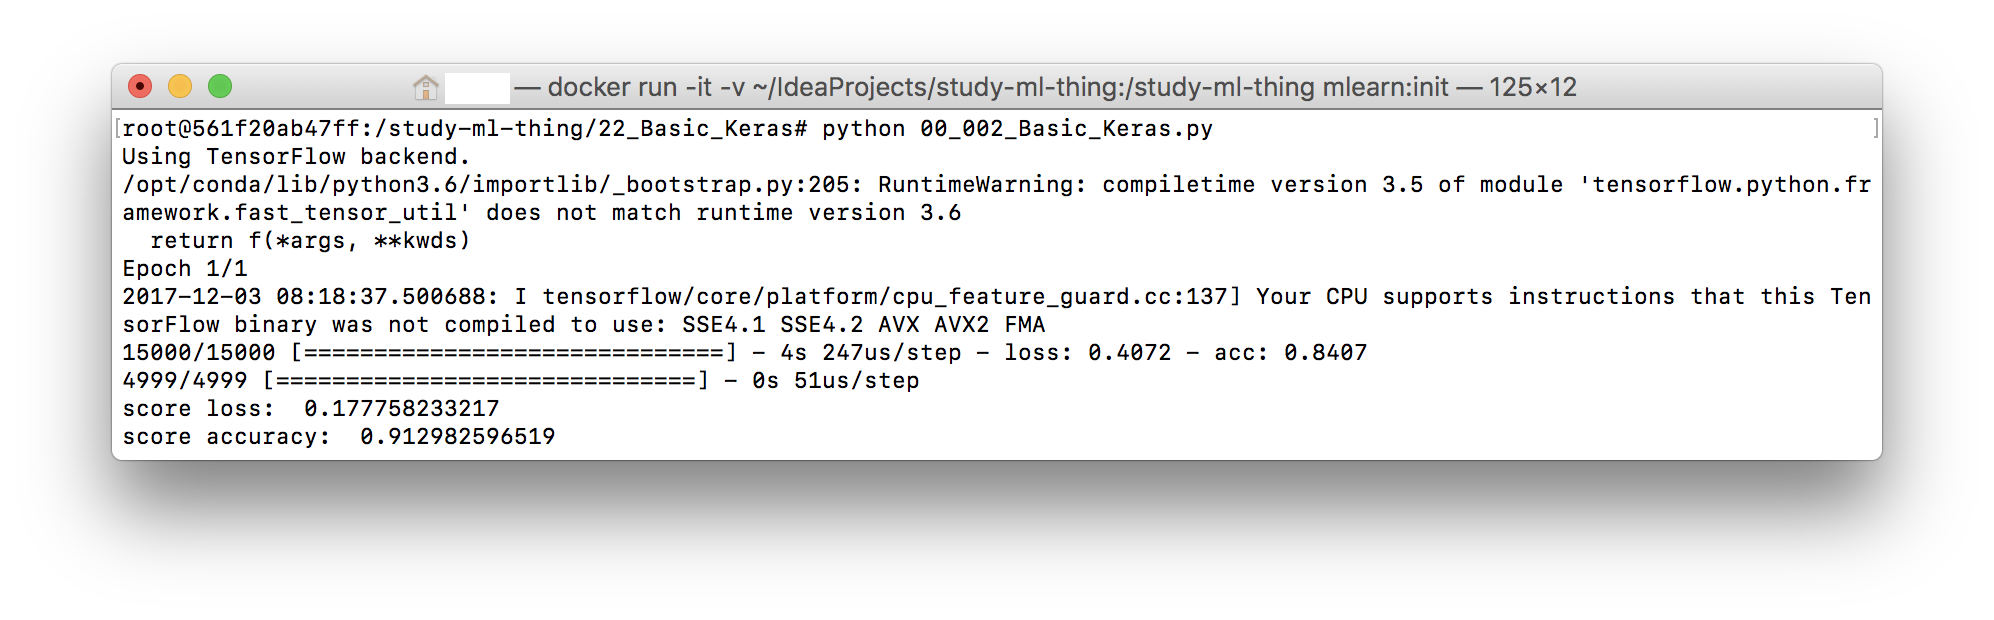 — docker run -it -v ~/IdeaProjects/study-ml-thing:/study-ml-thing mlearn:init — 125×12
[root@561f20ab47ff:/study-ml-thing/22_Basic_Keras# python 00_002_Basic_Keras.py ]
Using TensorFlow backend.
/opt/conda/lib/python3.6/importlib/_bootstrap.py:205: RuntimeWarning: compiletime version 3.5 of module 'tensorflow.python.fr
amework.fast_tensor_util' does not match runtime version 3.6
  return f(*args, **kwds)
Epoch 1/1
2017-12-03 08:18:37.500688: I tensorflow/core/platform/cpu_feature_guard.cc:137] Your CPU supports instructions that this Ten
sorFlow binary was not compiled to use: SSE4.1 SSE4.2 AVX AVX2 FMA
15000/15000 [==============================] - 4s 247us/step - loss: 0.4072 - acc: 0.8407
4999/4999 [==============================] - 0s 51us/step
score loss:  0.177758233217
score accuracy:  0.912982596519